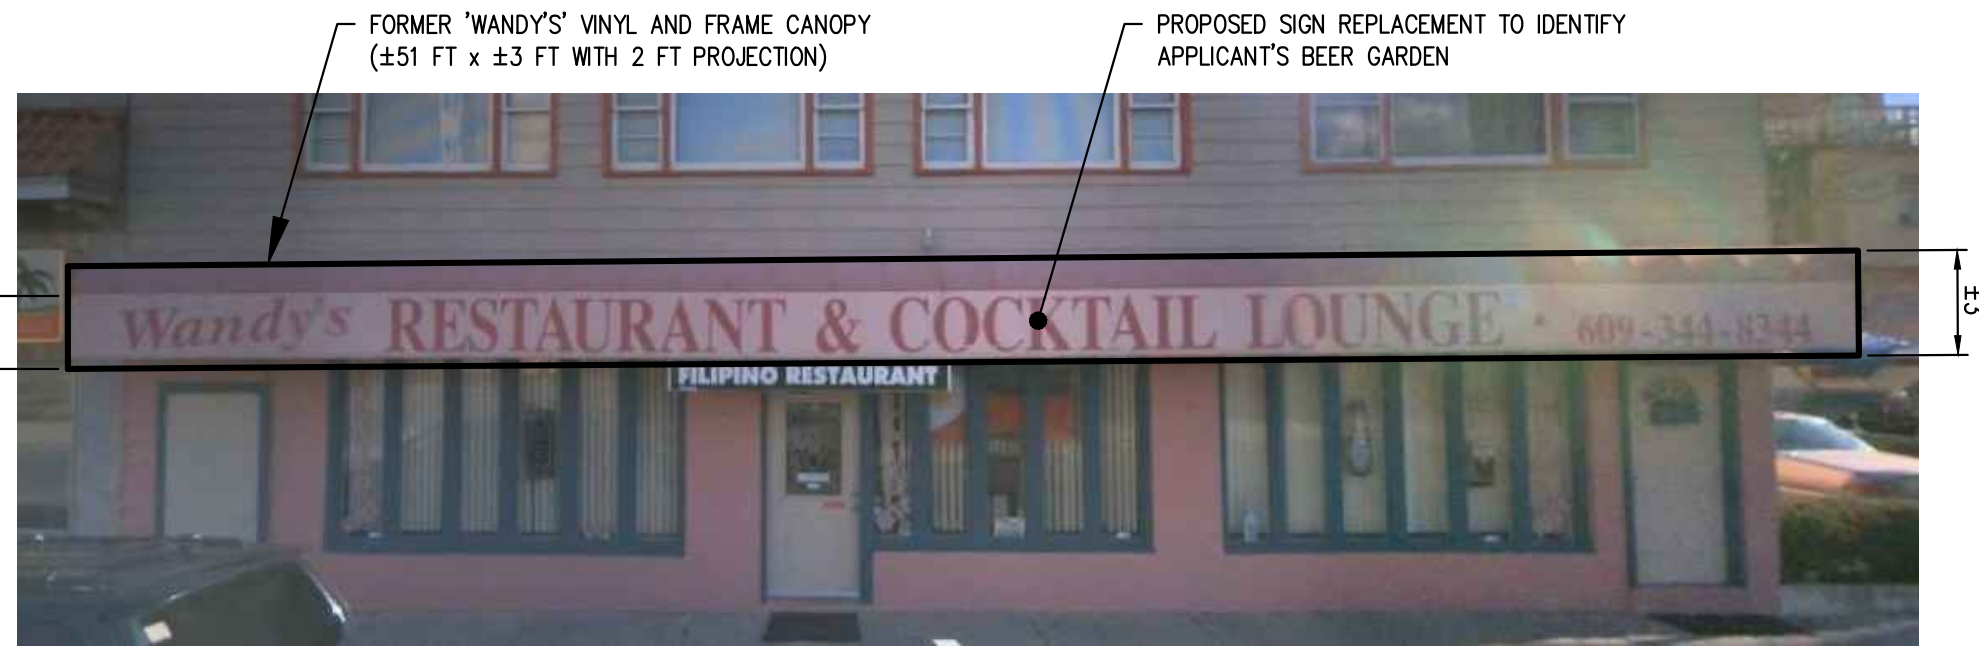 FORMER 'WANDY'S' VINYL AND FRAME CANOPY
(±51 FT x ±3 FT WITH 2 FT PROJECTION)
PROPOSED SIGN REPLACEMENT TO IDENTIFY
APPLICANT'S BEER GARDEN
Wandy's RESTAURANT & COCKTAIL LOUNGE · 609-344-8344
±3
FILIPINO RESTAURANT